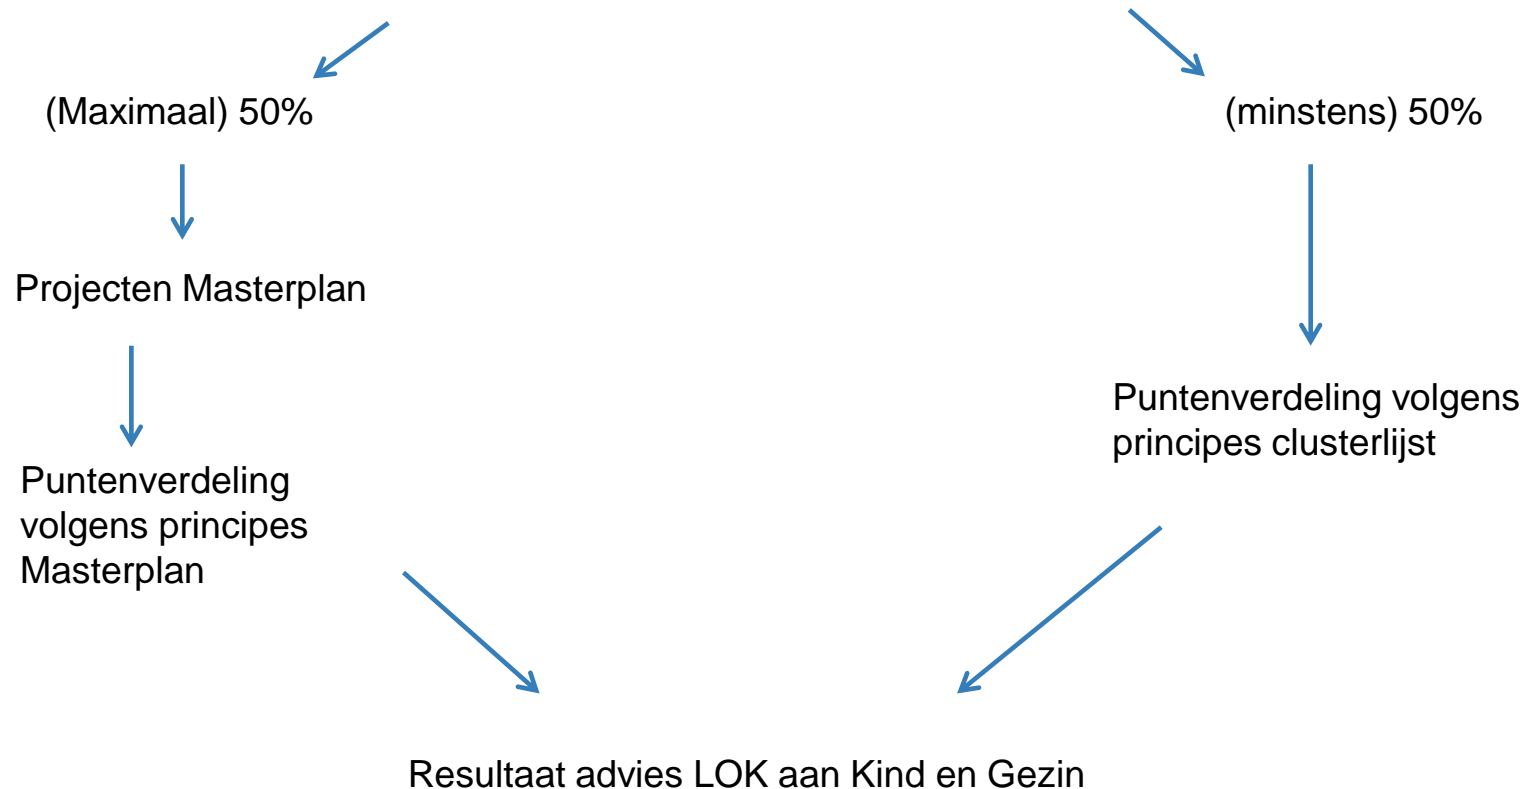 (Maximaal) 50%
(minstens) 50%
Projecten Masterplan
Puntenverdeling volgens
principes clusterlijst
Puntenverdeling
volgens principes
Masterplan
Resultaat advies LOK aan Kind en Gezin